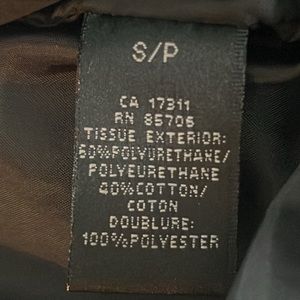 S/P
CA 17311
RN 85706
TISSUE EXTERIOR:
60%POLYURETHANE/
POLYEURETHANE
40%COTTON/
COTON
DOUBLURE:
100%POLYESTER